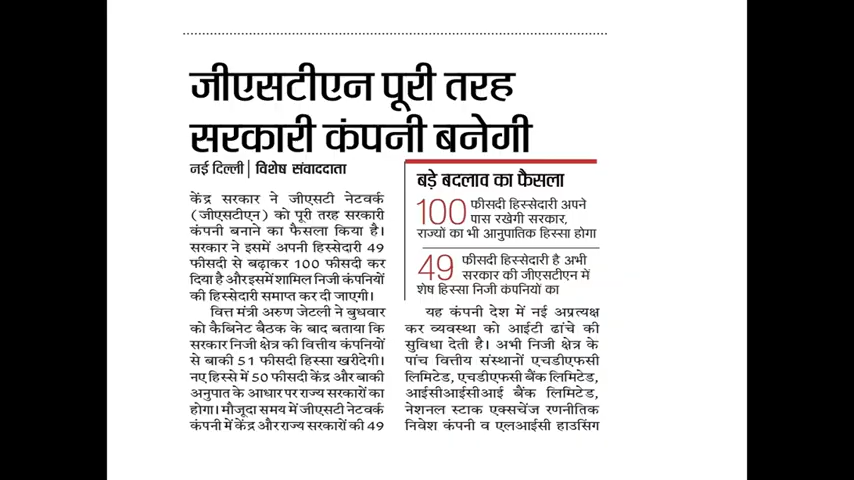 जीएसटीएन पूरी तरह
सरकारी कंपनी बनेगी
नई दिल्ली | विशेष संवाददाता
केंद्र सरकार ने जीएसटी नेटवर्क
(जीएसटीएन) को पूरी तरह सरकारी
कंपनी बनाने का फैसला किया है।
सरकार ने इसमें अपनी हिस्सेदारी 49
फीसदी से बढ़ाकर 100 फीसदी कर
दिया है और इसमें शामिल निजी कंपनियों
की हिस्सेदारी समाप्त कर दी जाएगी।
वित्त मंत्री अरुण जेटली ने बुधवार
को कैबिनेट बैठक के बाद बताया कि
सरकार निजी क्षेत्र की वित्तीय कंपनियों
से बाकी 51 फीसदी हिस्सा खरीदेगी।
नए हिस्से में 50 फीसदी केंद्र और बाकी
अनुपात के आधार पर राज्य सरकारों का
होगा। मौजूदा समय में जीएसटी नेटवर्क
कंपनी में केंद्र और राज्य सरकारों की 49
बड़े बदलाव का फैसला
100 फीसदी हिस्सेदारी अपने
पास रखेगी सरकार,
राज्यों का भी आनुपातिक हिस्सा होगा
49 फीसदी हिस्सेदारी है अभी
सरकार की जीएसटीएन में
शेष हिस्सा निजी कंपनियों का
यह कंपनी देश में नई अप्रत्यक्ष
कर व्यवस्था को आईटी ढांचे की
सुविधा देती है। अभी निजी क्षेत्र के
पांच वित्तीय संस्थानों एचडीएफसी
लिमिटेड, एचडीएफसी बैंक लिमिटेड,
आईसीआईसीआई बैंक लिमिटेड,
नेशनल स्टाक एक्सचेंज रणनीतिक
निवेश कंपनी व एलआईसी हाउसिंग